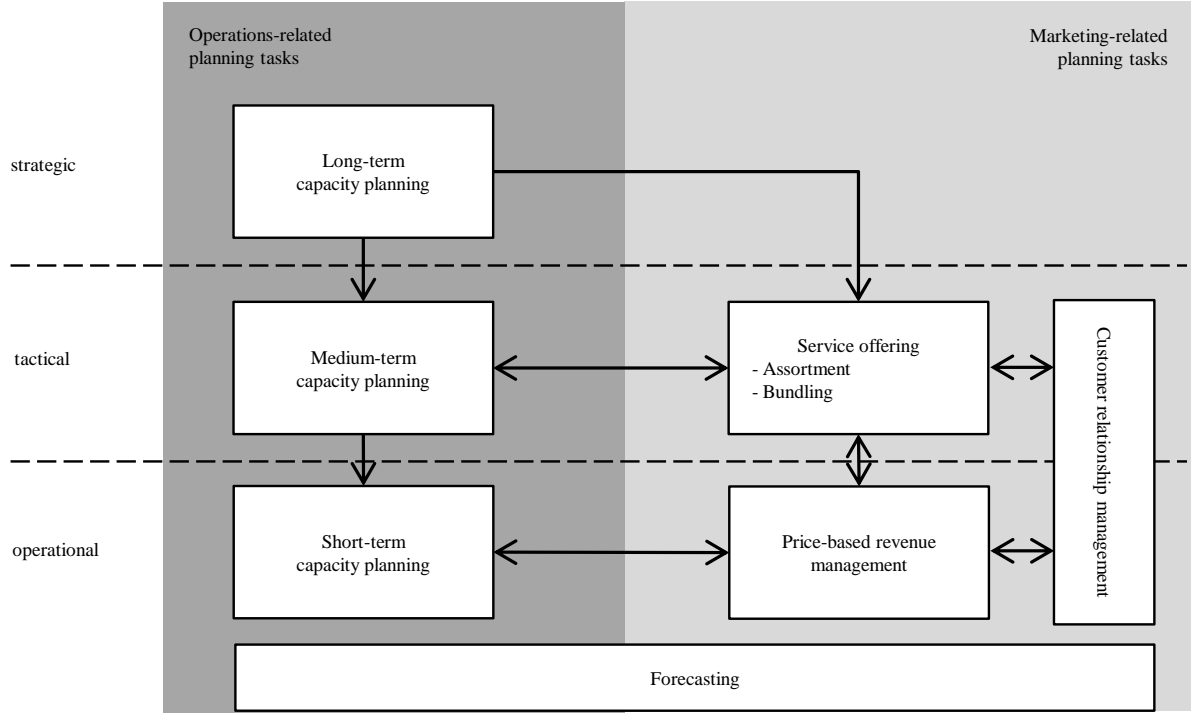 Operations-related
planning tasks
Marketing-related
planning tasks
strategic
Long-term
capacity planning
tactical
Medium-term
capacity planning
Service offering
- Assortment
- Bundling
Customer relationship management
operational
Short-term
capacity planning
Price-based revenue
management
Forecasting